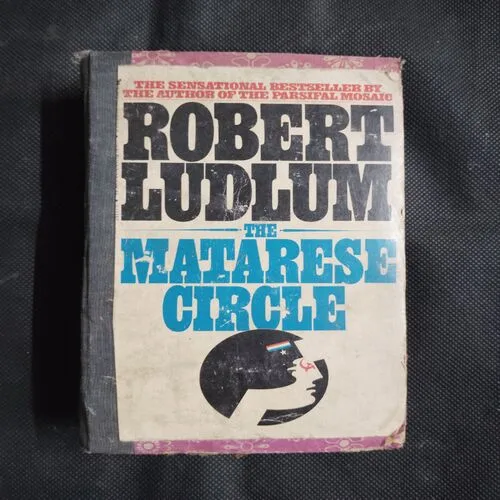 THE SENSATIONAL BESTSELLER BY
THE AUTHOR OF THE PARSIFAL MOSAIC
ROBERT
LUDLUM
THE
MATARESE
CIRCLE